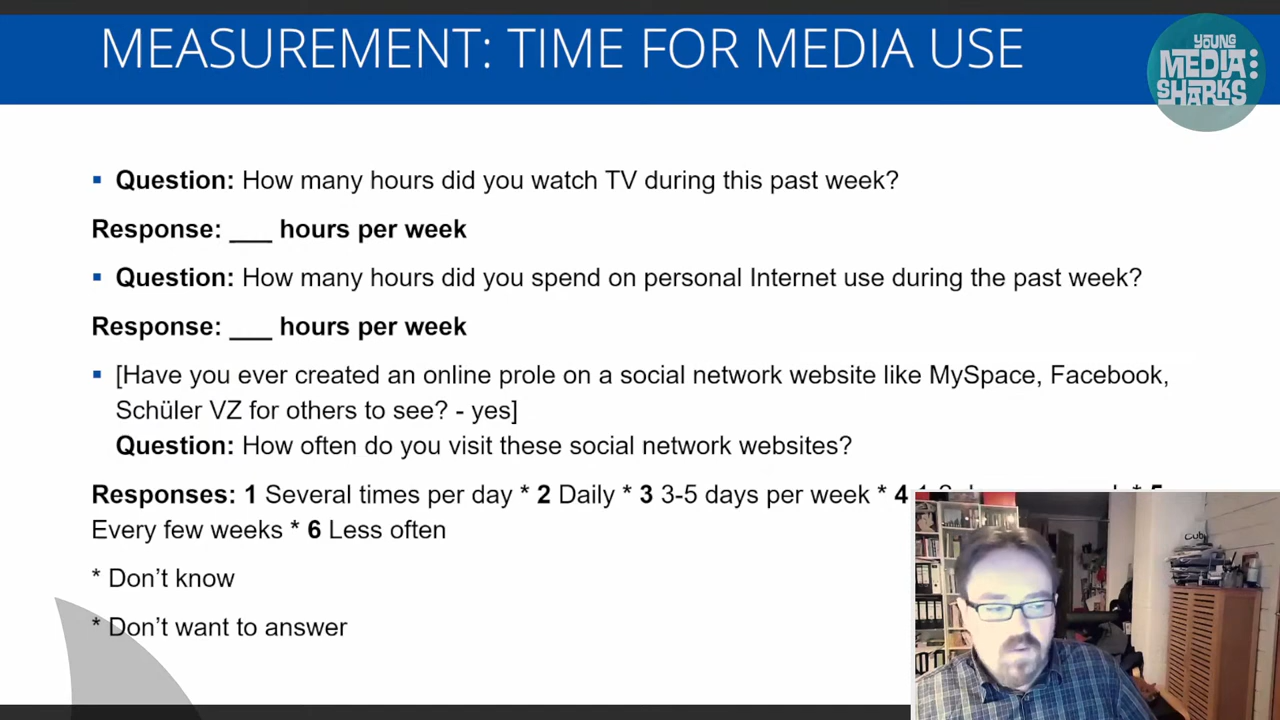 MEASUREMENT: TIME FOR MEDIA USE
YOUNG
MEDIA:
SHARKS
▪ Question: How many hours did you watch TV during this past week?
Response: ___ hours per week
▪ Question: How many hours did you spend on personal Internet use during the past week?
Response: ___ hours per week
▪ [Have you ever created an online prole on a social network website like MySpace, Facebook,
Schüler VZ for others to see? - yes]
Question: How often do you visit these social network websites?
Responses: 1 Several times per day * 2 Daily * 3 3-5 days per week * 4
Every few weeks * 6 Less often
* Don’t know
* Don’t want to answer